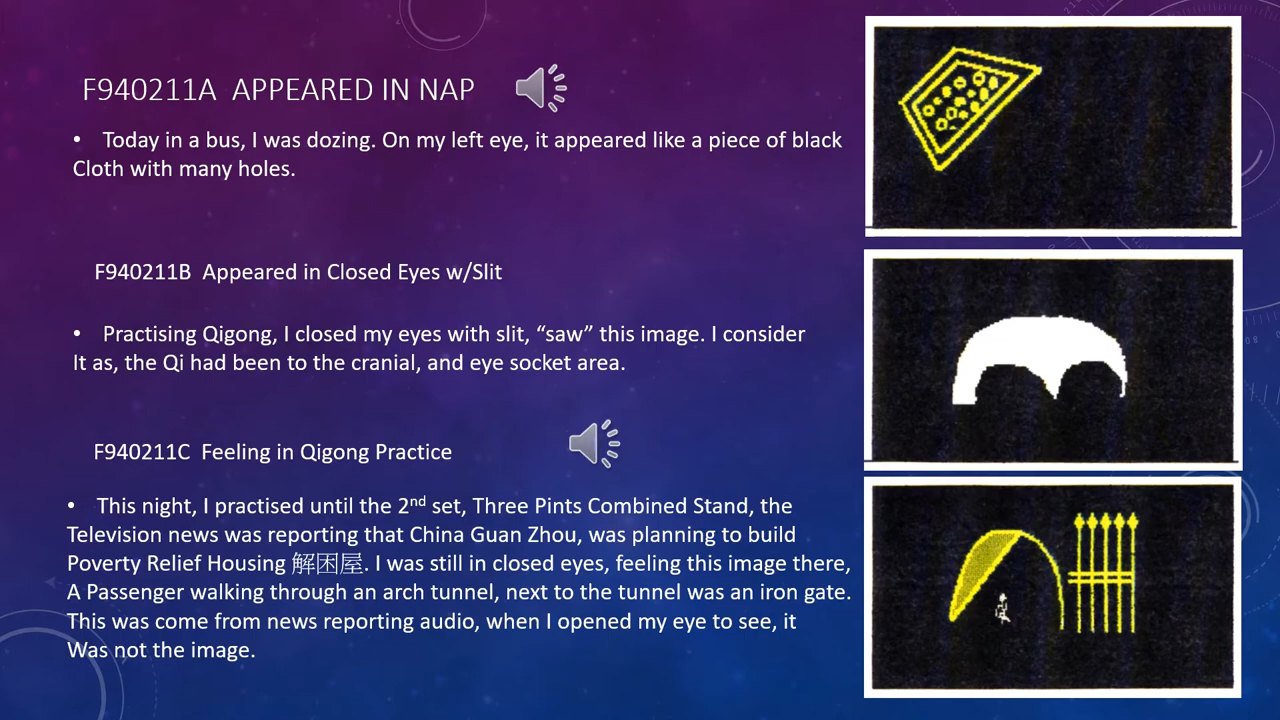 F940211A  APPEARED IN NAP
•   Today in a bus, I was dozing. On my left eye, it appeared like a piece of black
Cloth with many holes.
F940211B  Appeared in Closed Eyes w/Slit
•   Practising Qigong, I closed my eyes with slit, “saw” this image. I consider
It as, the Qi had been to the cranial, and eye socket area.
F940211C  Feeling in Qigong Practice
•   This night, I practised until the 2nd set, Three Pints Combined Stand, the
Television news was reporting that China Guan Zhou, was planning to build
Poverty Relief Housing 解困屋. I was still in closed eyes, feeling this image there,
A Passenger walking through an arch tunnel, next to the tunnel was an iron gate.
This was come from news reporting audio, when I opened my eye to see, it
Was not the image.